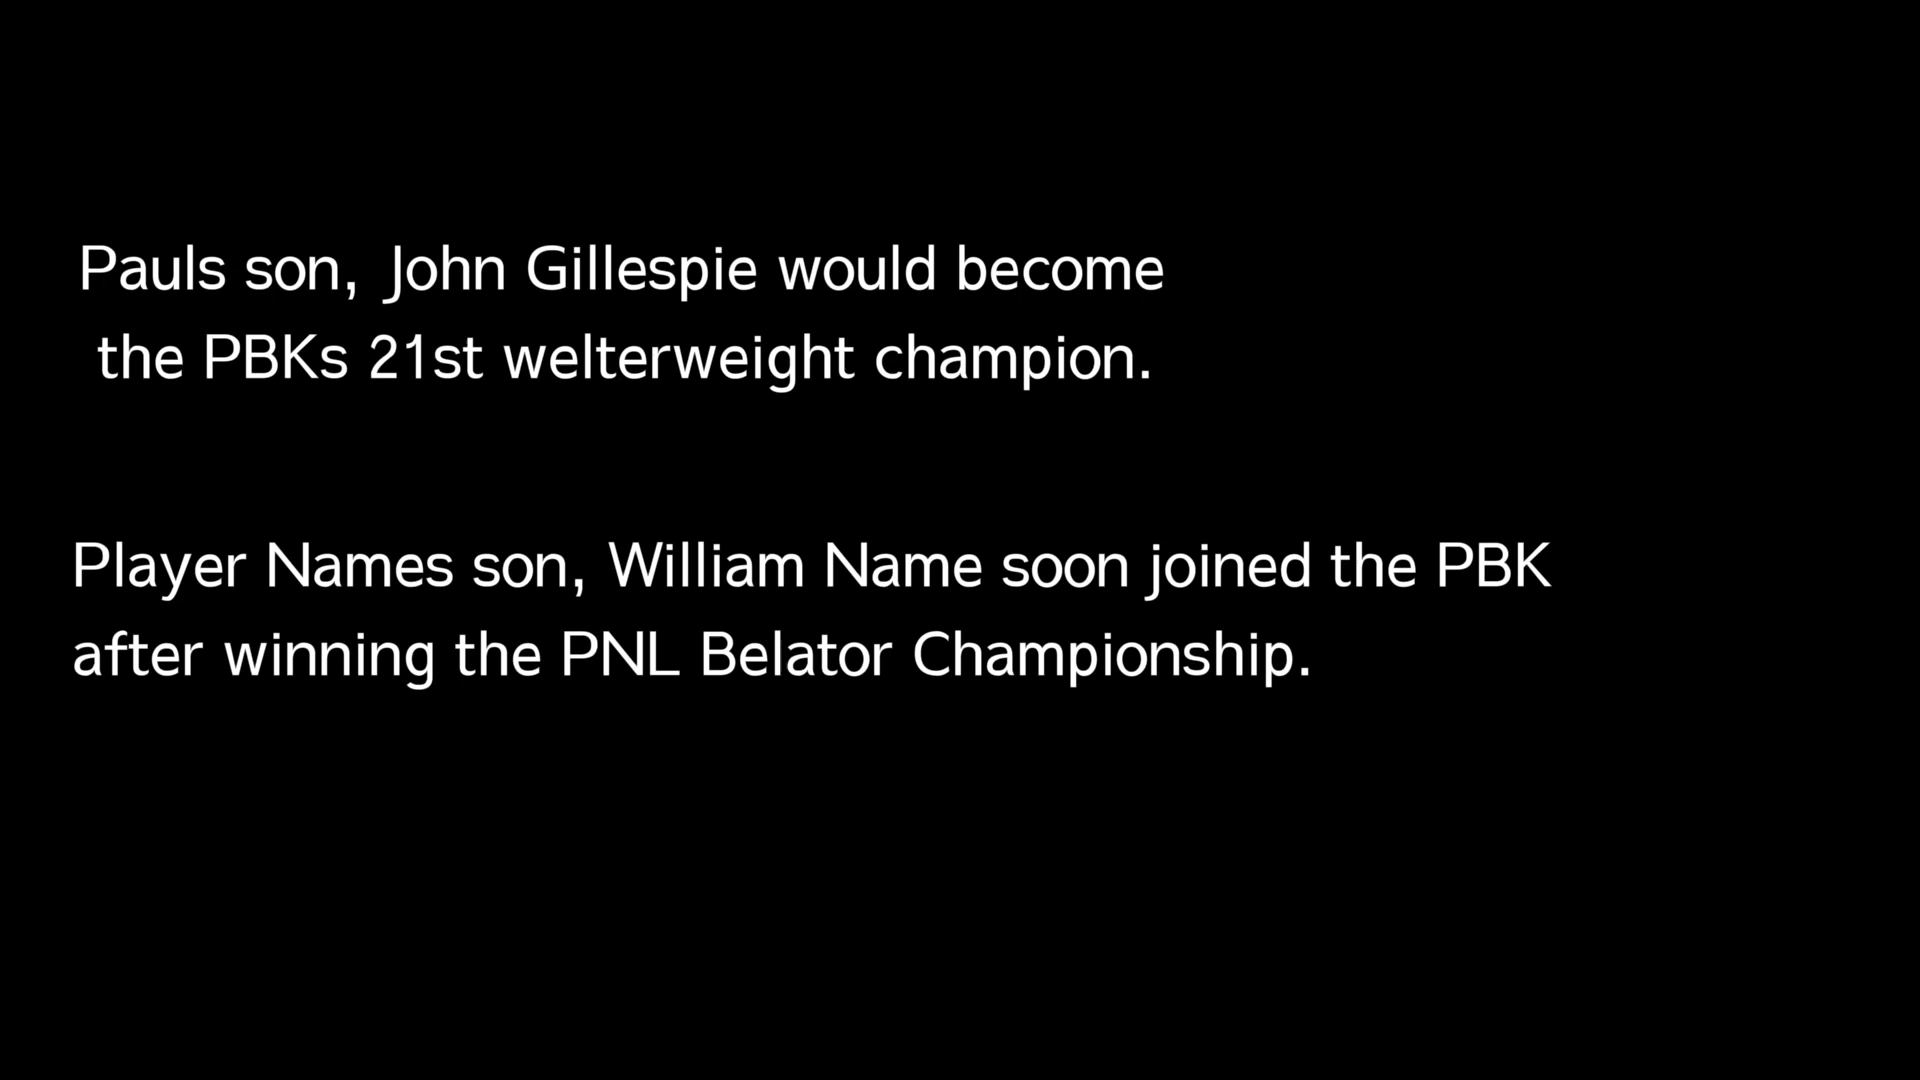 Pauls son, John Gillespie would become
the PBKs 21st welterweight champion.
Player Names son, William Name soon joined the PBK
after winning the PNL Belator Championship.